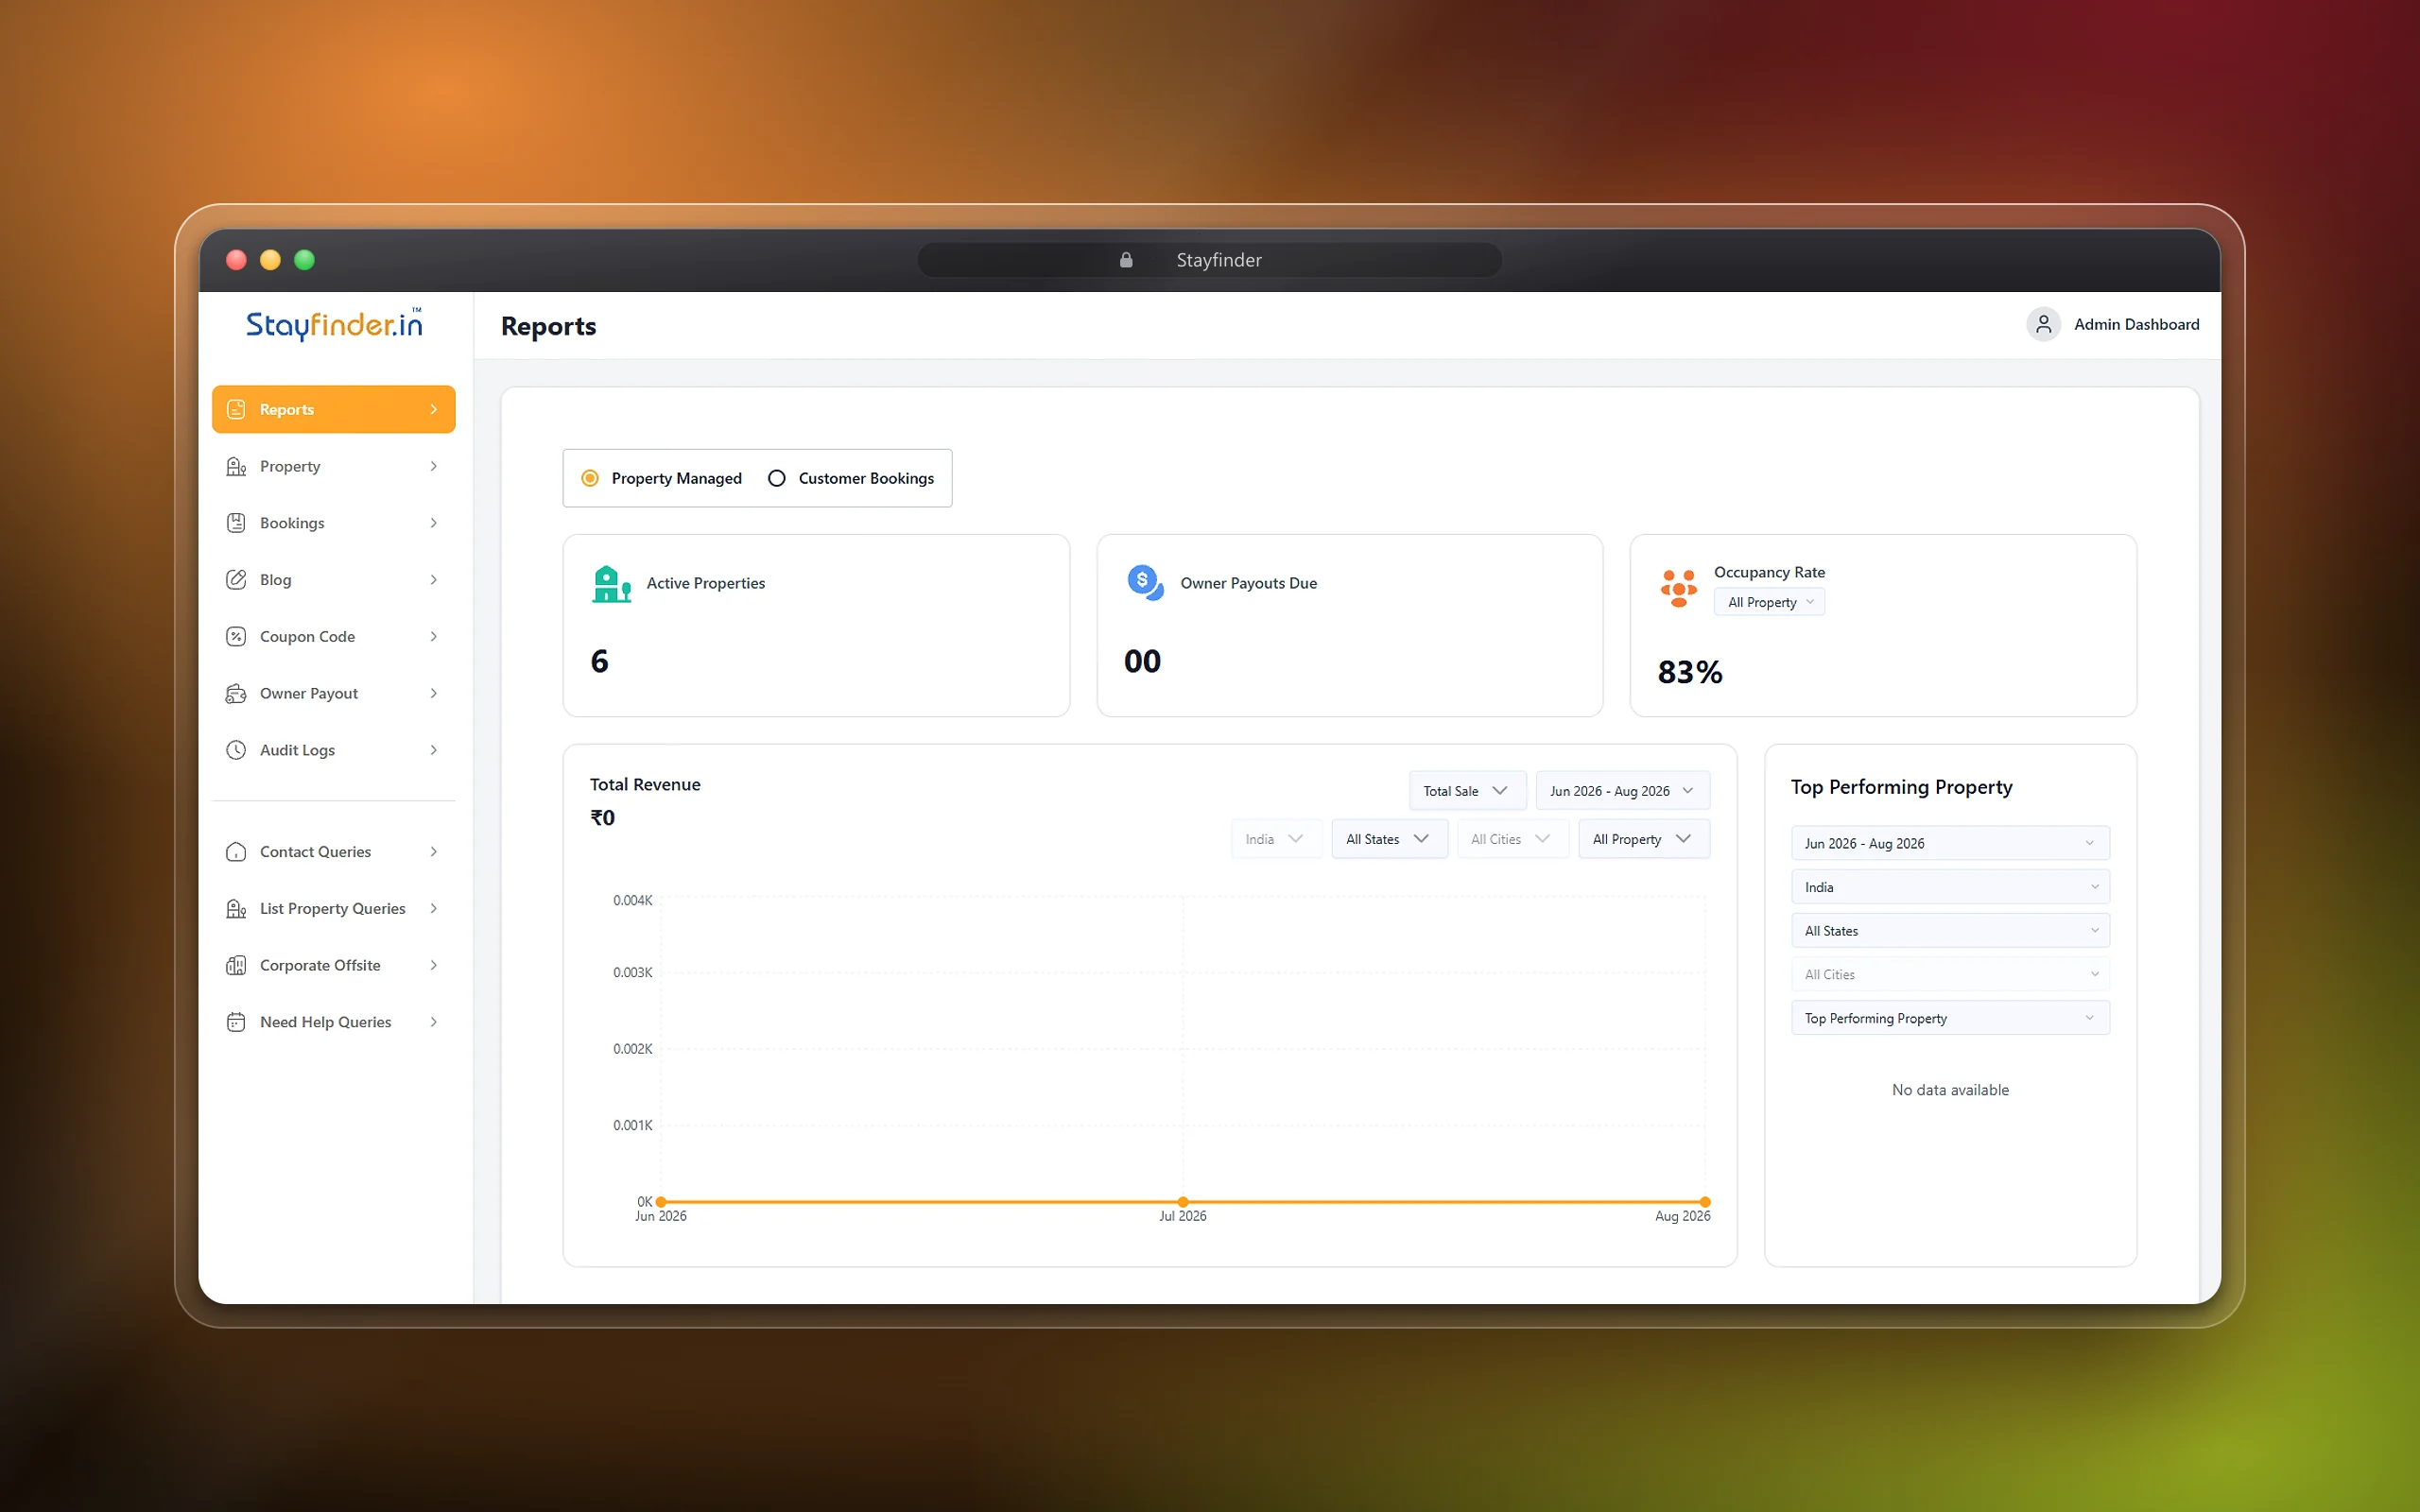 Stayfinder
Stayfinder.in™
Reports
Admin Dashboard
Reports
Property
Bookings
Blog
Coupon Code
Owner Payout
Audit Logs
Contact Queries
List Property Queries
Corporate Offsite
Need Help Queries
Property Managed
Customer Bookings
Active Properties
6
Owner Payouts Due
00
Occupancy Rate
All Property
83%
Total Revenue
₹0
Total Sale
Jun 2026 - Aug 2026
India
All States
All Cities
All Property
0.004K
0.003K
0.002K
0.001K
0K
Jun 2026
Jul 2026
Aug 2026
Top Performing Property
Jun 2026 - Aug 2026
India
All States
All Cities
Top Performing Property
No data available